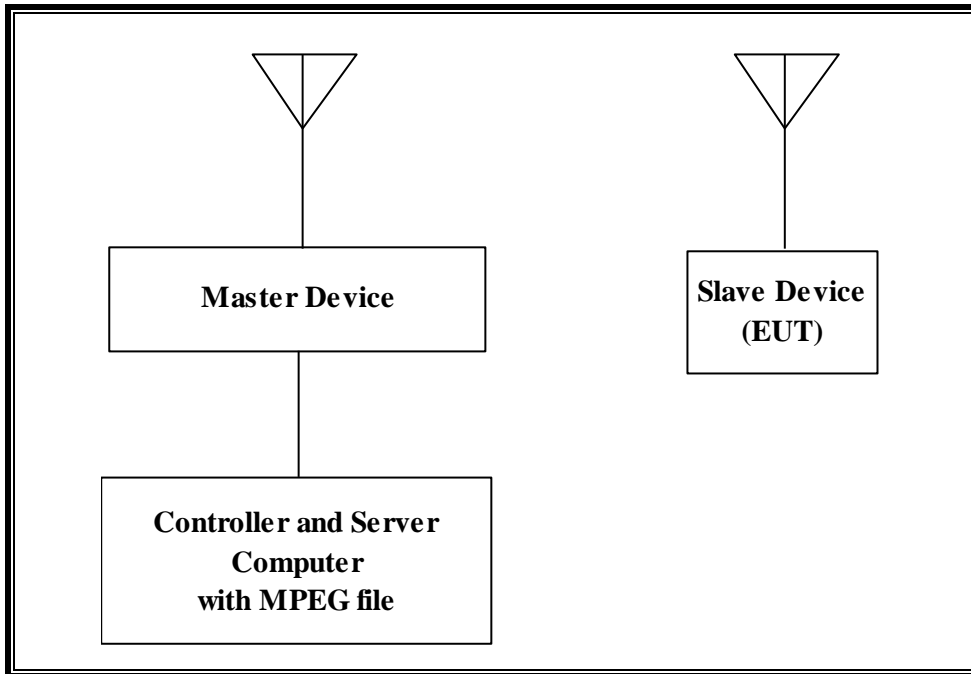 Master Device
Slave Device
(EUT)
Controller and Server
Computer
with MPEG file